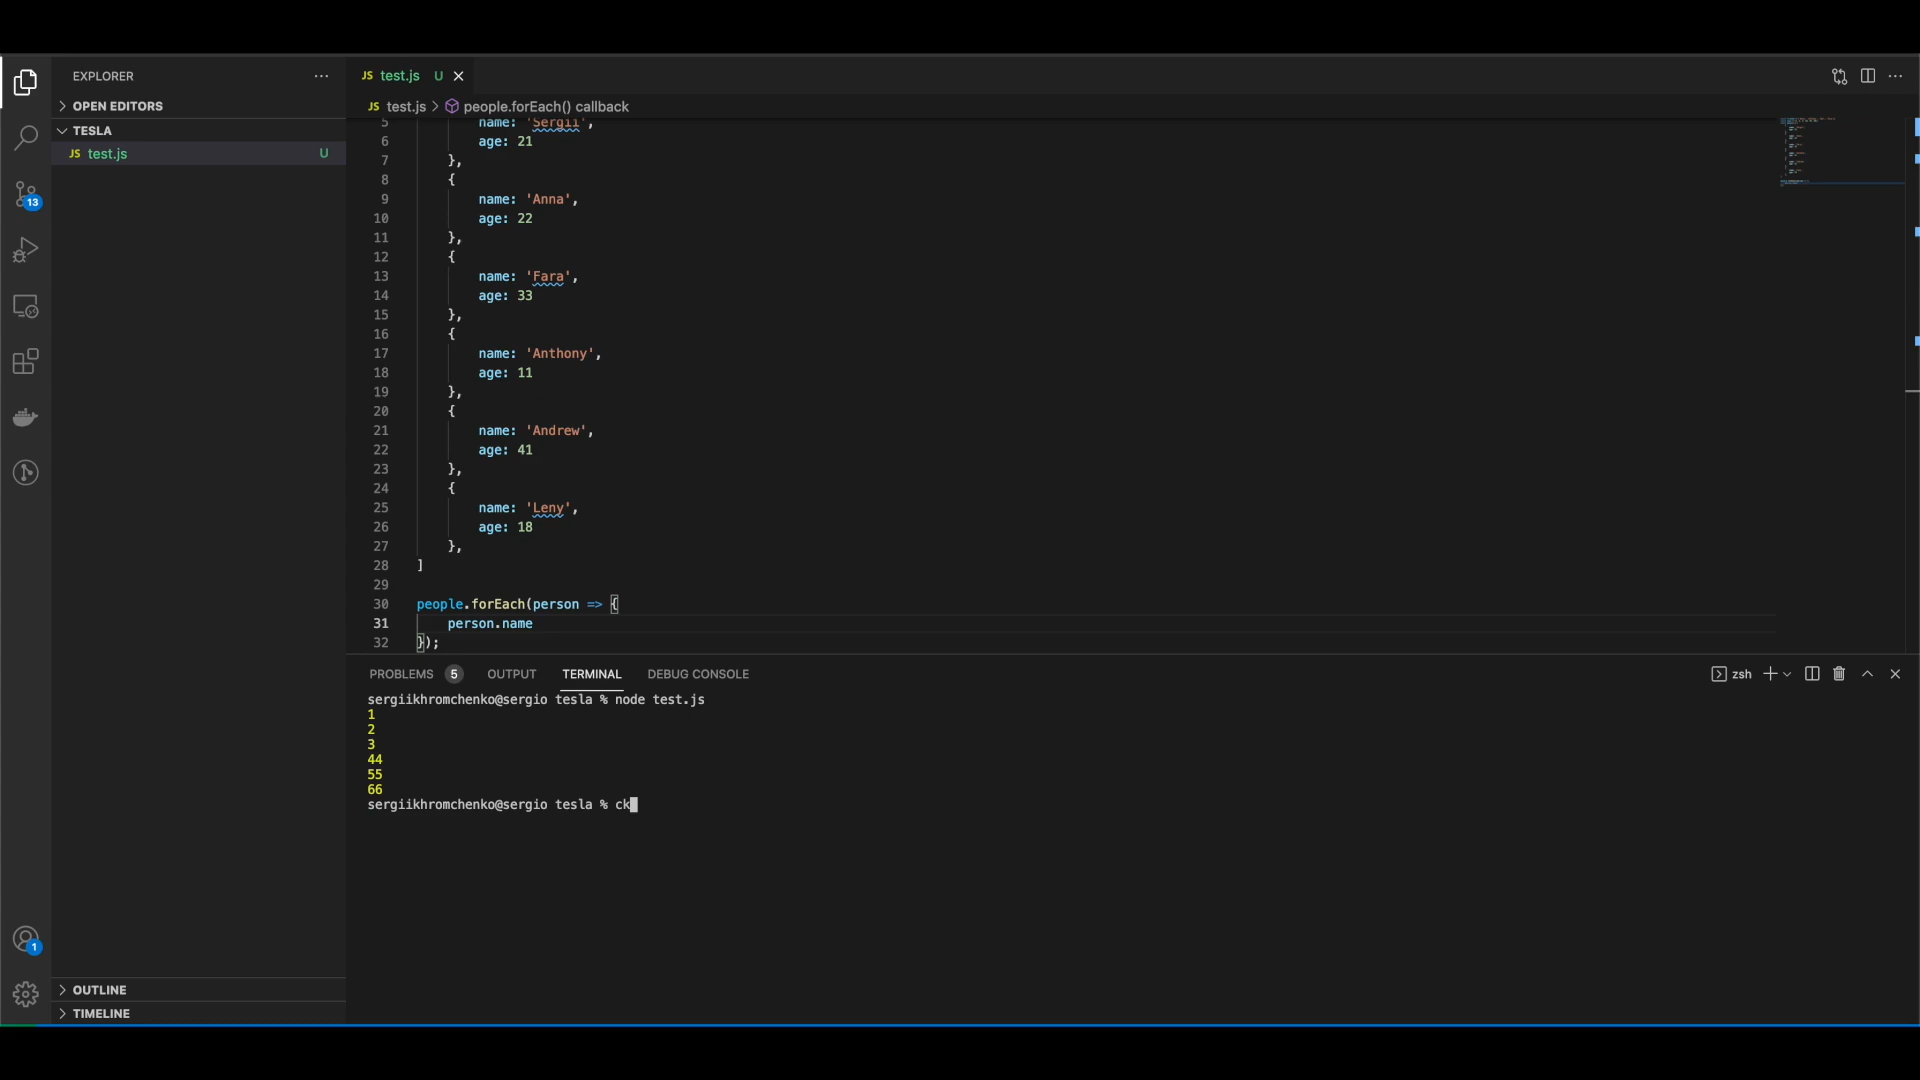 EXPLORER
OPEN EDITORS
TESLA
JS test.js U
13
1
OUTLINE
TIMELINE
JS test.js U
JS test.js > people.forEach() callback
5 name: 'Sergii',
6 age: 21
7 },
8 {
9 name: 'Anna',
10 age: 22
11 },
12 {
13 name: 'Fara',
14 age: 33
15 },
16 {
17 name: 'Anthony',
18 age: 11
19 },
20 {
21 name: 'Andrew',
22 age: 41
23 },
24 {
25 name: 'Leny',
26 age: 18
27 },
28 ]
29
30 people.forEach(person => {
31 person.name
32 });
PROBLEMS 5 OUTPUT TERMINAL DEBUG CONSOLE zsh
sergiikhromchenko@sergio tesla % node test.js
1
2
3
44
55
66
sergiikhromchenko@sergio tesla % ck